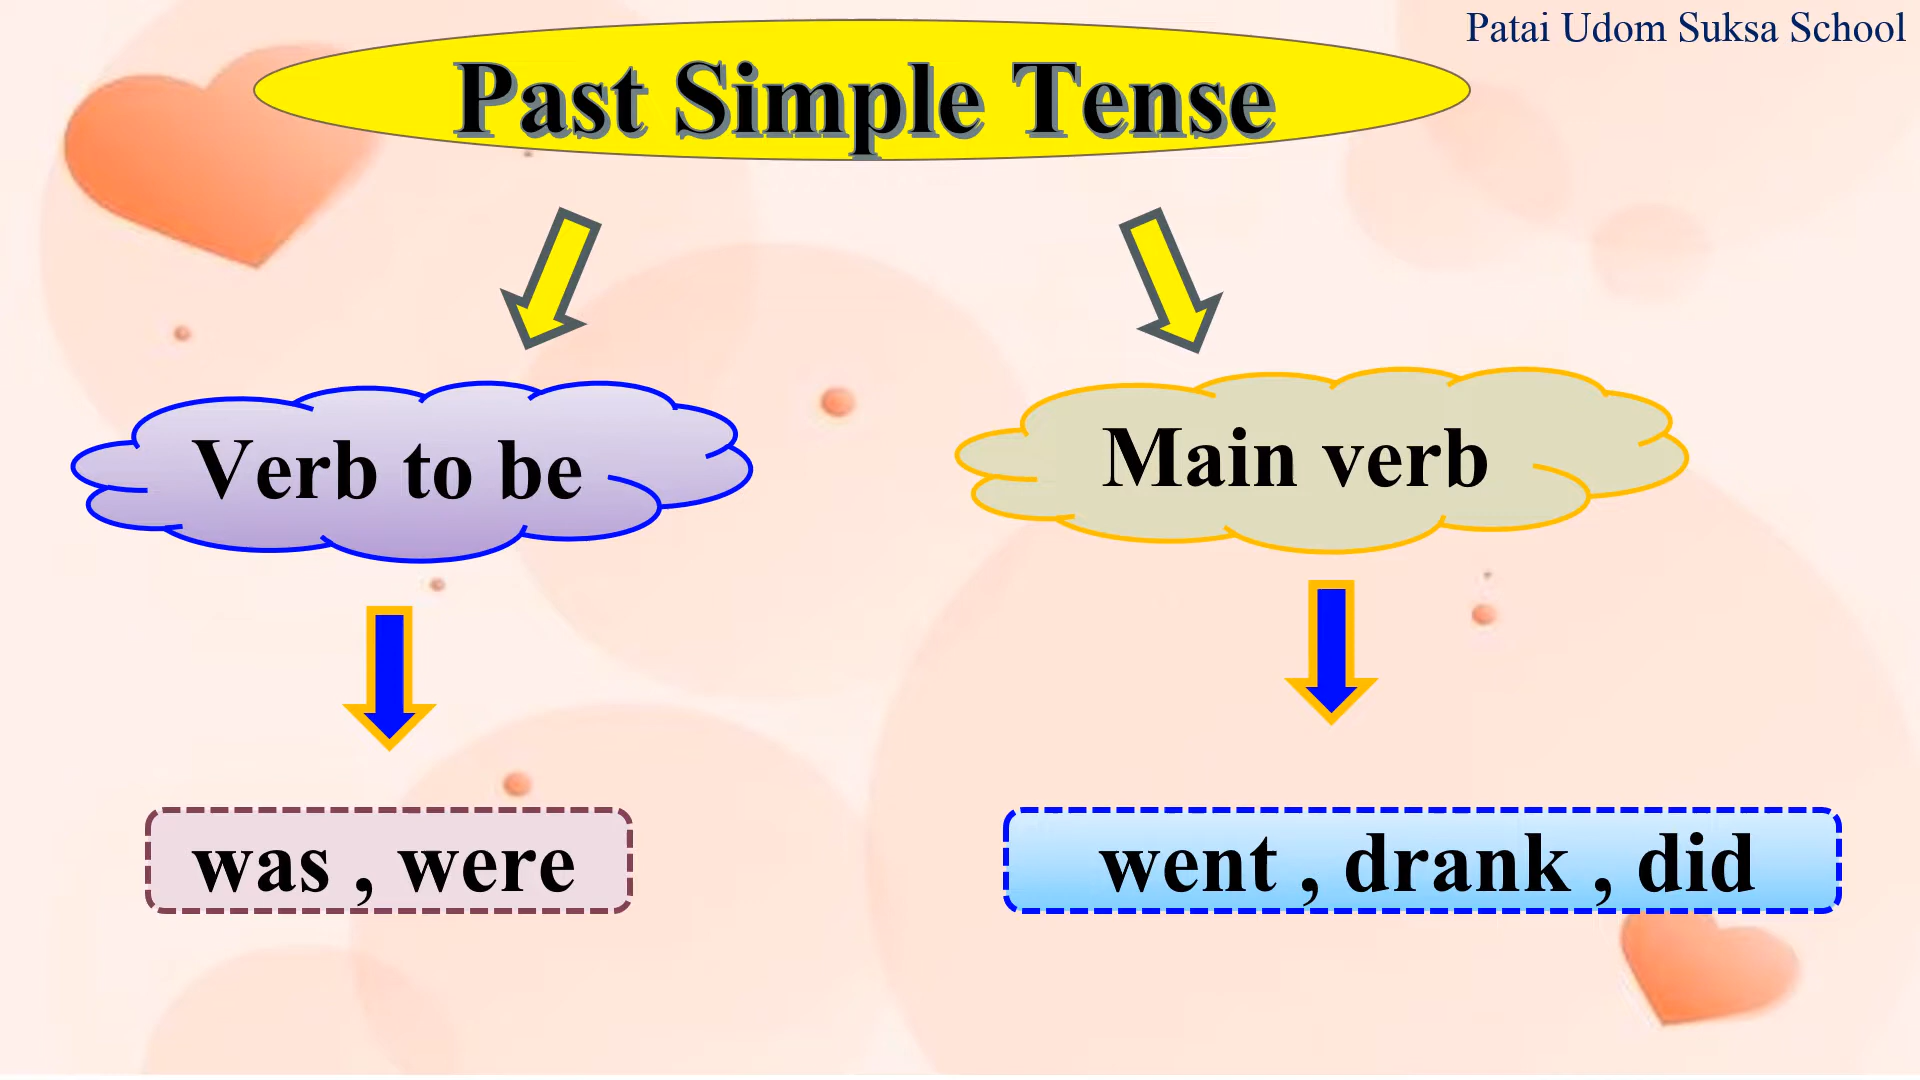 Patai Udom Suksa School
Past Simple Tense
Verb to be
Main verb
was , were
went , drank , did